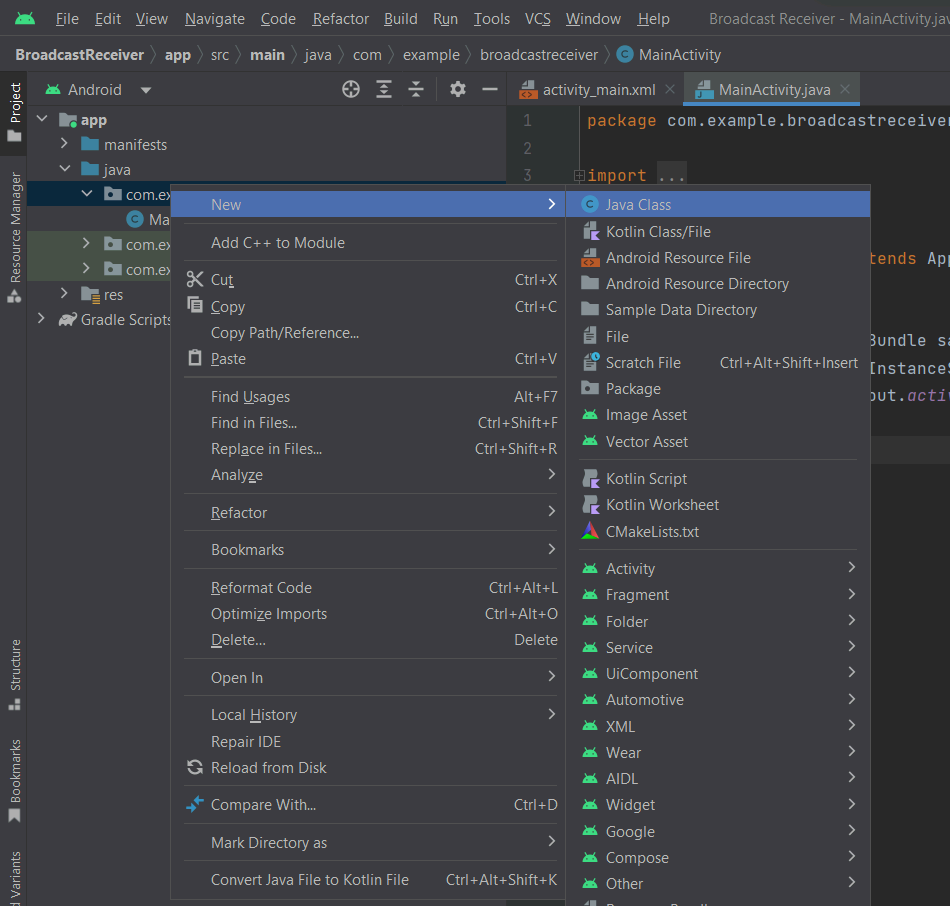 File Edit View Navigate Code Refactor Build Run Tools VCS Window Help Broadcast Receiver - MainActivity.jav
BroadcastReceiver app src main java com example broadcastreceiver MainActivity
Project
Resource Manager
Structure
Bookmarks
d Variants
Android
app
manifests
java
com.ex
Ma
com.ex
com.ex
res
Gradle Scripts
activity_main.xml
MainActivity.java
1 package com.example.broadcastreceiver
2
3 import ...
tends App
Bundle sa
InstanceS
out.activ
New
Add C++ to Module
Cut Ctrl+X
Copy Ctrl+C
Copy Path/Reference...
Paste Ctrl+V
Find Usages Alt+F7
Find in Files... Ctrl+Shift+F
Replace in Files... Ctrl+Shift+R
Analyze
Refactor
Bookmarks
Reformat Code Ctrl+Alt+L
Optimize Imports Ctrl+Alt+O
Delete... Delete
Open In
Local History
Repair IDE
Reload from Disk
Compare With... Ctrl+D
Mark Directory as
Convert Java File to Kotlin File Ctrl+Alt+Shift+K
Java Class
Kotlin Class/File
Android Resource File
Android Resource Directory
Sample Data Directory
File
Scratch File Ctrl+Alt+Shift+Insert
Package
Image Asset
Vector Asset
Kotlin Script
Kotlin Worksheet
CMakeLists.txt
Activity
Fragment
Folder
Service
UiComponent
Automotive
XML
Wear
AIDL
Widget
Google
Compose
Other